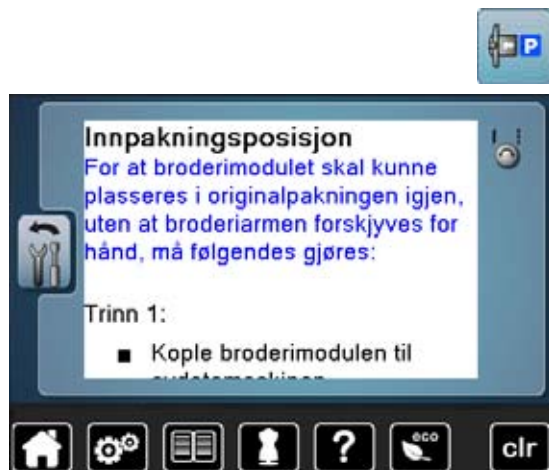 P
Innpakningsposisjon
For at broderimodulet skal kunne
plasseres i originalpakningen igjen,
uten at broderiarmen forskjyves for
hånd, må følgendes gjøres:
Trinn 1:
■ Kople broderimodulen til
? eco clr